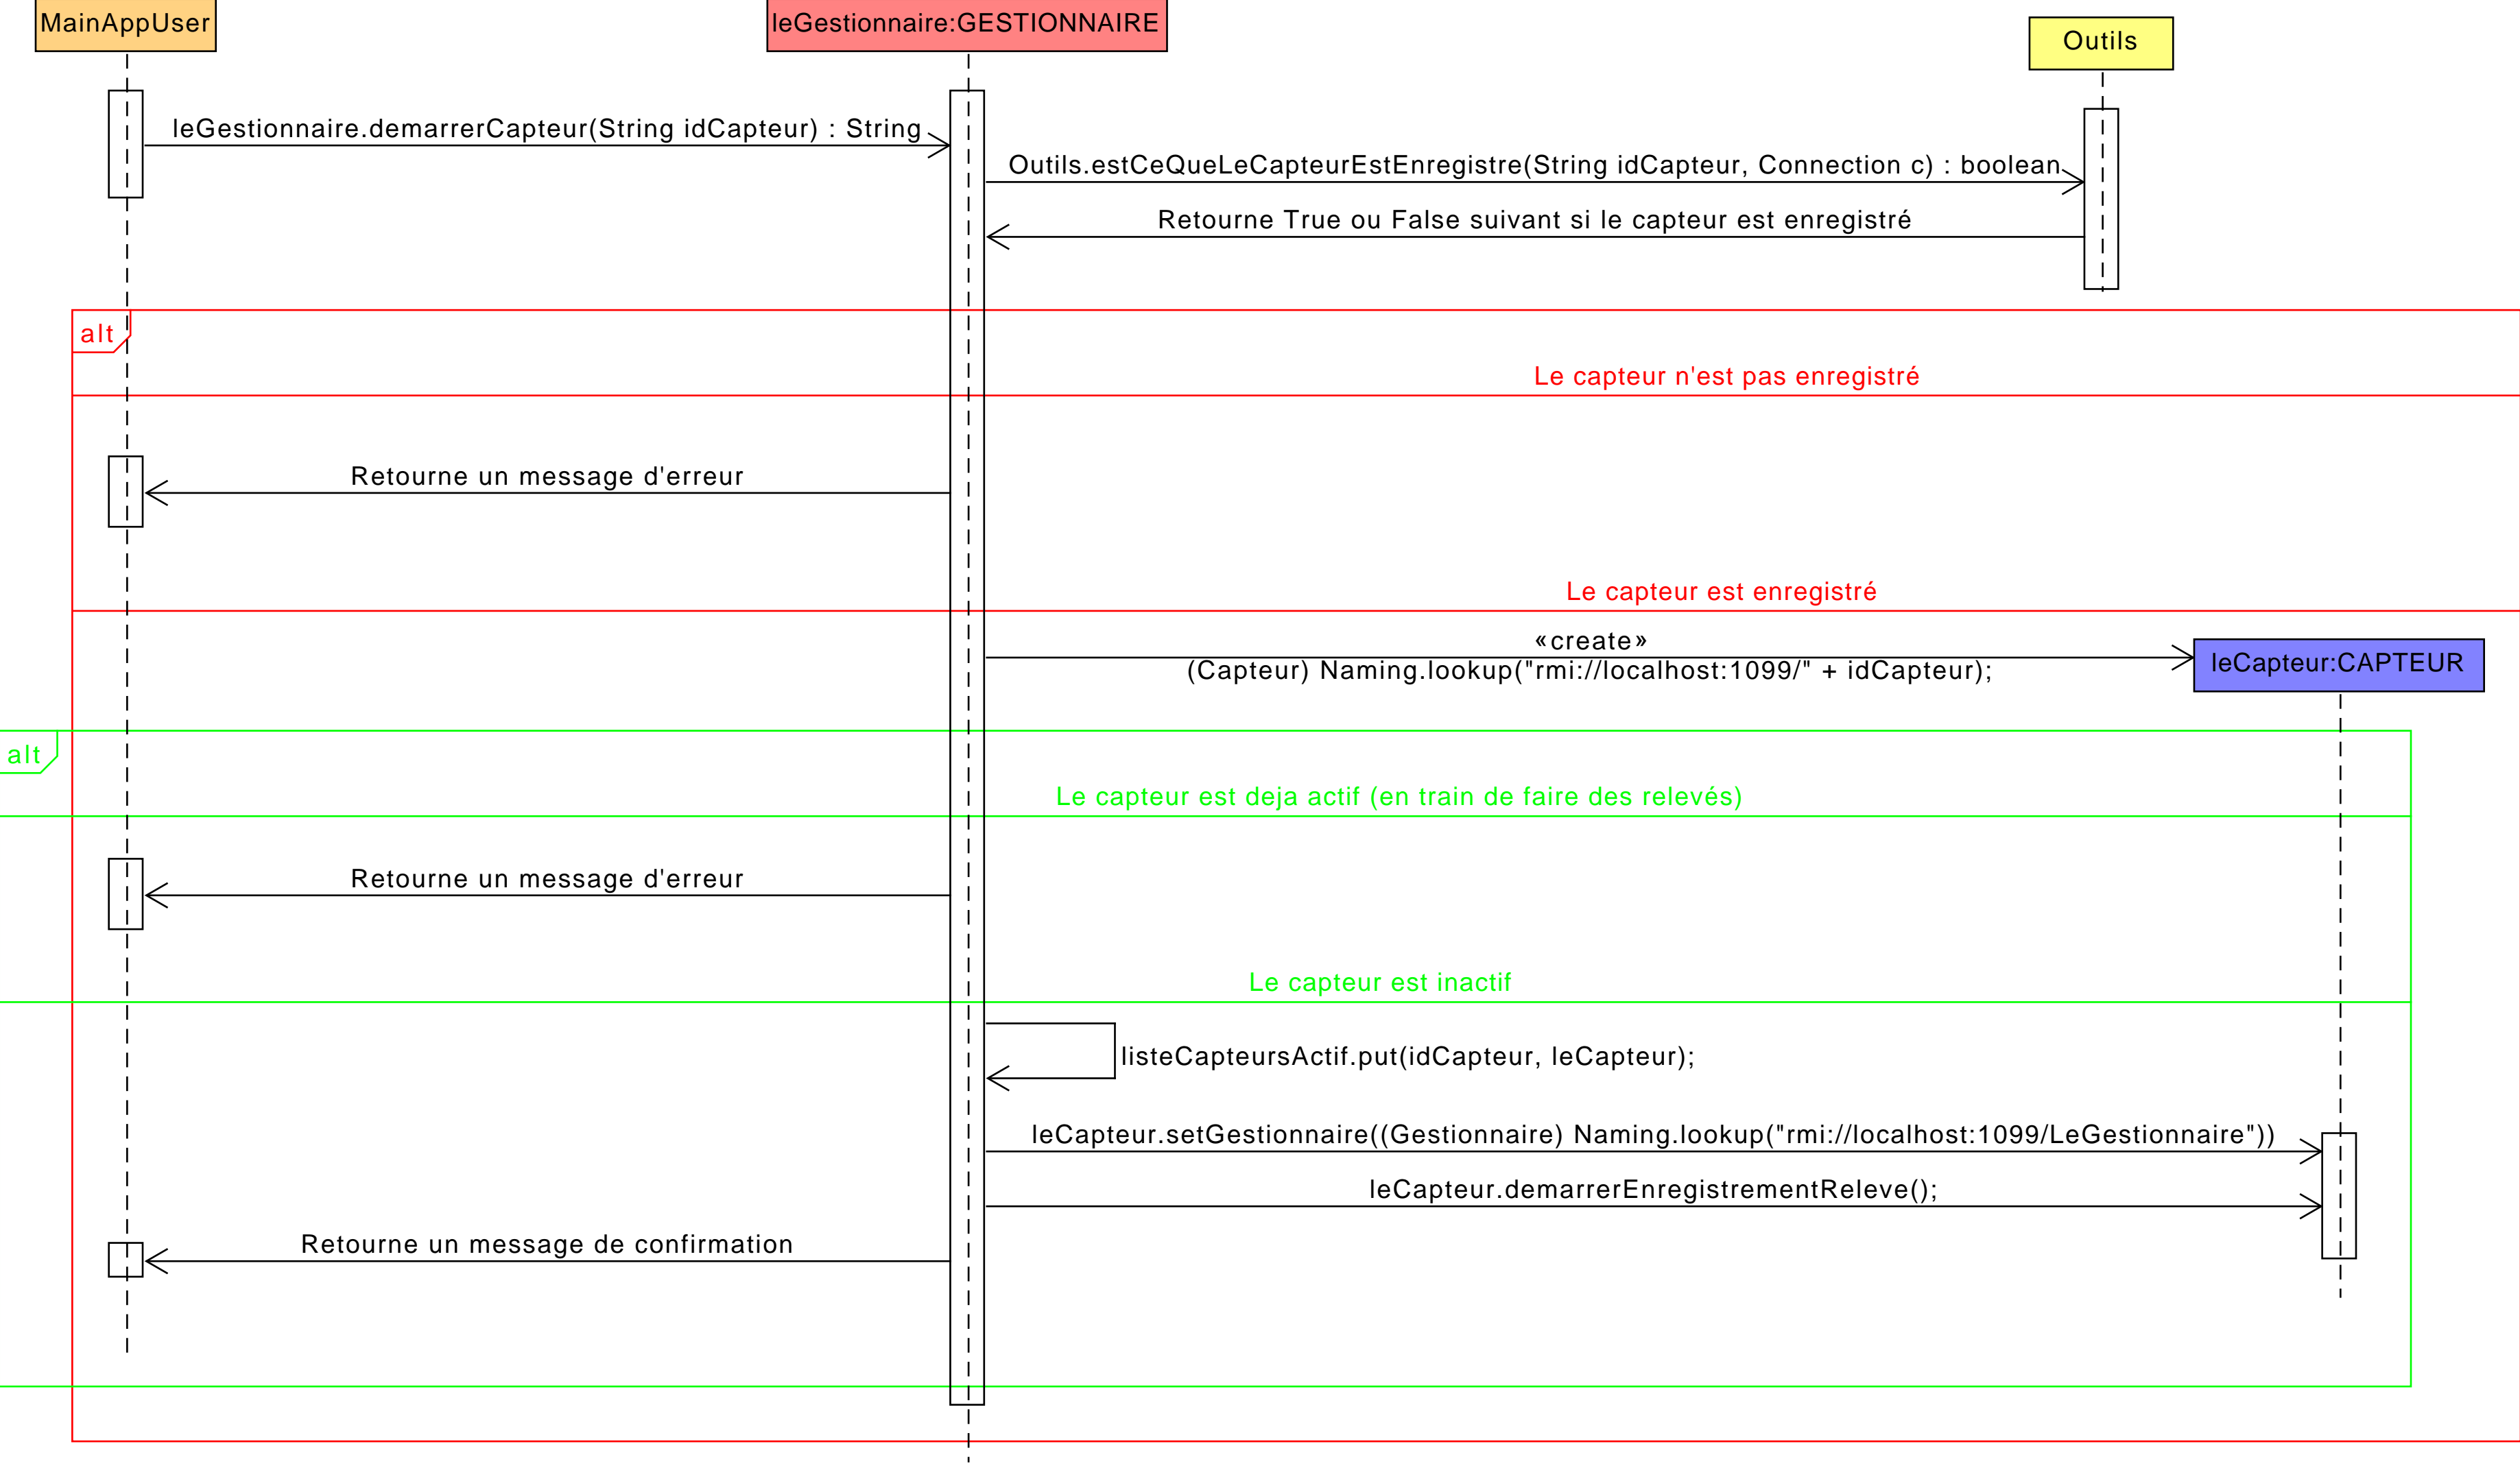 MainAppUser
leGestionnaire:GESTIONNAIRE
Outils
leGestionnaire.demarrerCapteur(String idCapteur) : String
Outils.estCeQueLeCapteurEstEnregistre(String idCapteur, Connection c) : boolean
Retourne True ou False suivant si le capteur est enregistré
alt
Le capteur n'est pas enregistré
Retourne un message d'erreur
Le capteur est enregistré
«create»
(Capteur) Naming.lookup("rmi://localhost:1099/" + idCapteur);
leCapteur:CAPTEUR
alt
Le capteur est deja actif (en train de faire des relevés)
Retourne un message d'erreur
Le capteur est inactif
listeCapteursActif.put(idCapteur, leCapteur);
leCapteur.setGestionnaire((Gestionnaire) Naming.lookup("rmi://localhost:1099/LeGestionnaire"))
leCapteur.demarrerEnregistrementReleve();
Retourne un message de confirmation